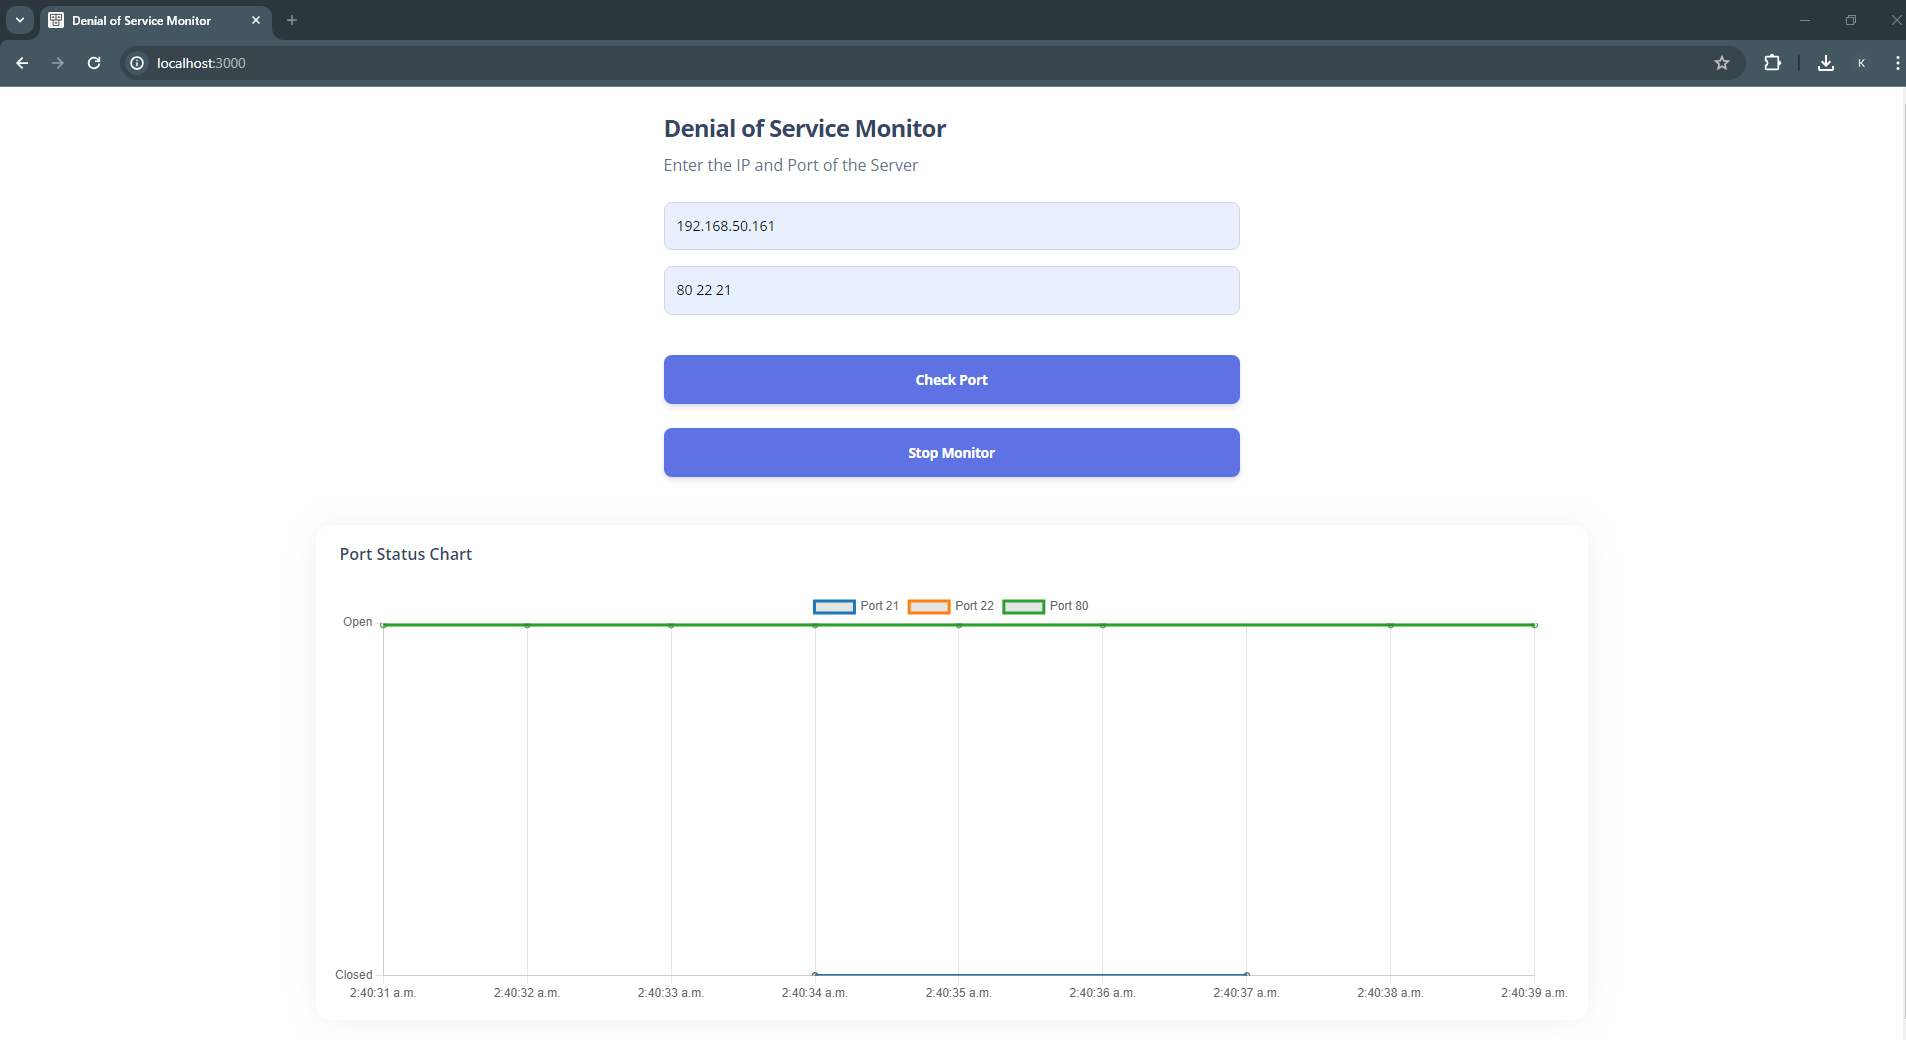 Denial of Service Monitor
localhost:3000
K
Denial of Service Monitor
Enter the IP and Port of the Server
192.168.50.161
80 22 21
Check Port
Stop Monitor
Port Status Chart
Port 21 Port 22 Port 80
Open
Closed
2:40:31 a.m. 2:40:32 a.m. 2:40:33 a.m. 2:40:34 a.m. 2:40:35 a.m. 2:40:36 a.m. 2:40:37 a.m. 2:40:38 a.m. 2:40:39 a.m.